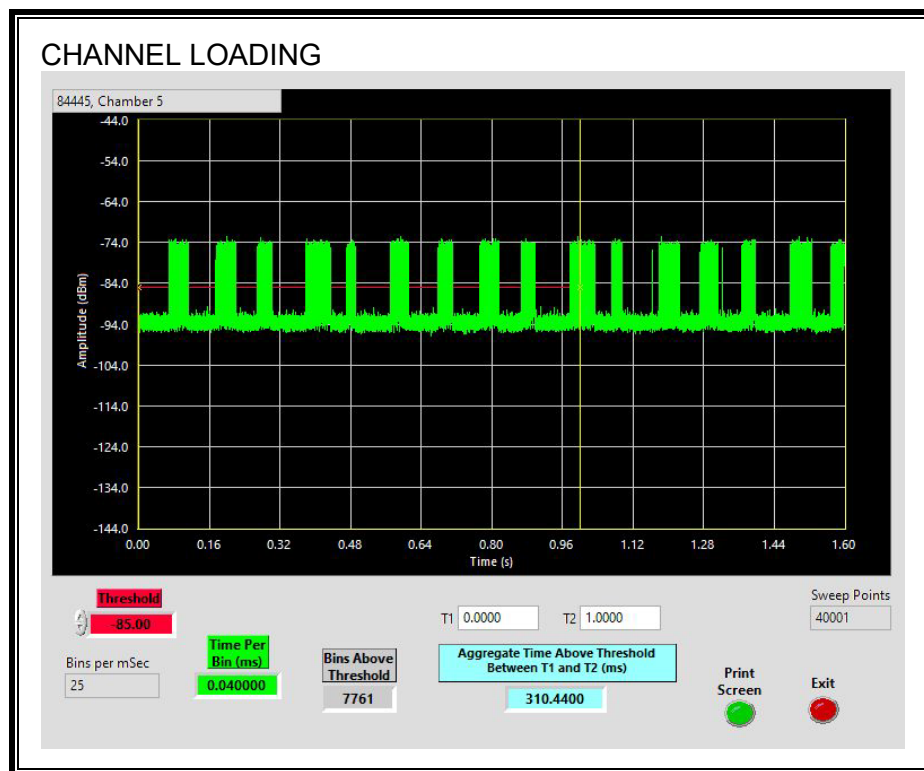 CHANNEL LOADING
84445, Chamber 5
-44.0
-54.0
-64.0
-74.0
-84.0
-94.0
-104.0
-114.0
-124.0
-134.0
-144.0
Amplitude (dBm)
0.00 0.16 0.32 0.48 0.64 0.80 0.96 1.12 1.28 1.44 1.60
Time (s)
Threshold
-85.00
T1 0.0000 T2 1.0000
Sweep Points
40001
Bins per mSec
25
Time Per
Bin (ms)
0.040000
Bins Above
Threshold
7761
Aggregate Time Above Threshold
Between T1 and T2 (ms)
310.4400
Print
Screen
Exit